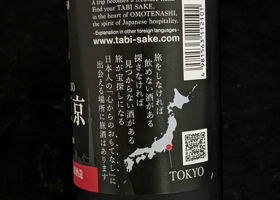 A trip becomes a
Find your TABI SAKE,
in the heart of OMOTENASHI,
the spirit of Japanese hospitality.
-Explanation in other foreign languages-
www.tabi-sake.com
旅をしなければ
飲めない酒がある
探さなければ
見つからない酒がある
旅が宝探しになる
日本人の“心からのおもてなし”に
出会える場所に旅酒はあります
京
TOKYO